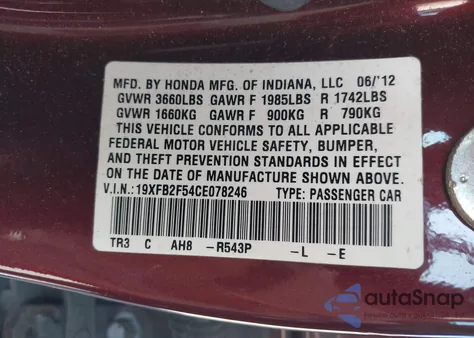 MFD. BY HONDA MFG. OF INDIANA, LLC 06/'12
GVWR 3660LBS GAWR F 1985LBS R 1742LBS
GVWR 1660KG GAWR F 900KG R 790KG
THIS VEHICLE CONFORMS TO ALL APPLICABLE
FEDERAL MOTOR VEHICLE SAFETY, BUMPER,
AND THEFT PREVENTION STANDARDS IN EFFECT
ON THE DATE OF MANUFACTURE SHOWN ABOVE.
V.I.N.:19XFB2F54CE078246 TYPE: PASSENGER CAR
TR3 C AH8 -R543P -L -E
autoSnap